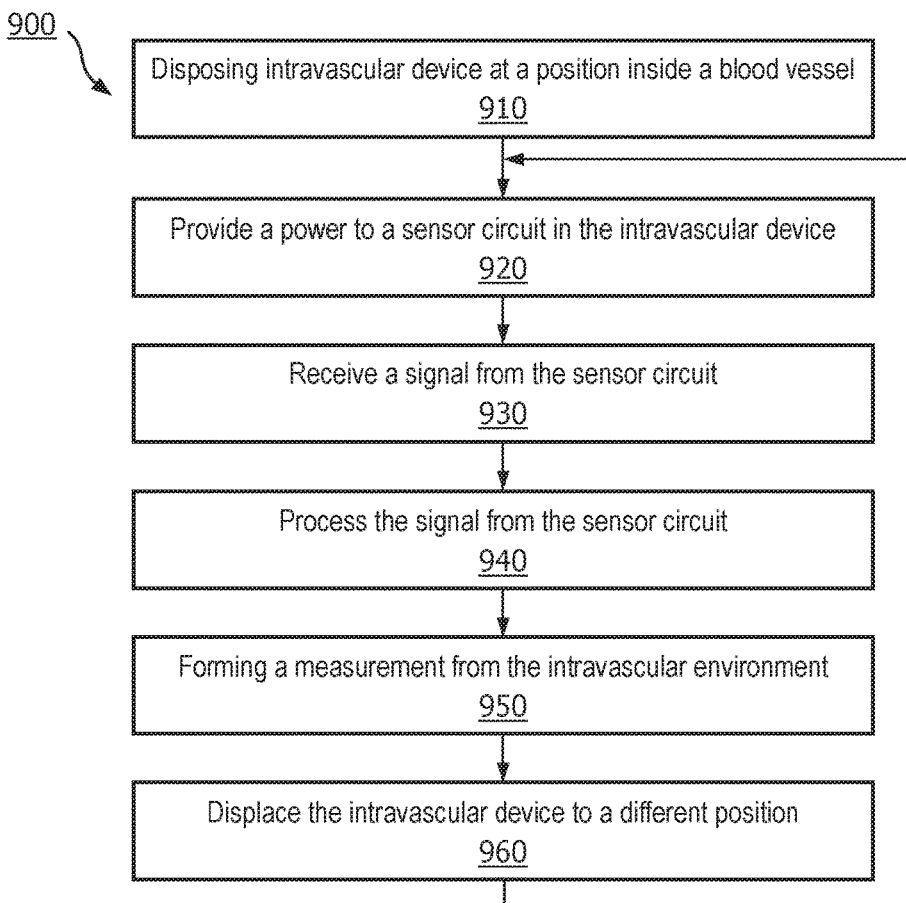 900
Disposing intravascular device at a position inside a blood vessel
910
Provide a power to a sensor circuit in the intravascular device
920
Receive a signal from the sensor circuit
930
Process the signal from the sensor circuit
940
Forming a measurement from the intravascular environment
950
Displace the intravascular device to a different position
960